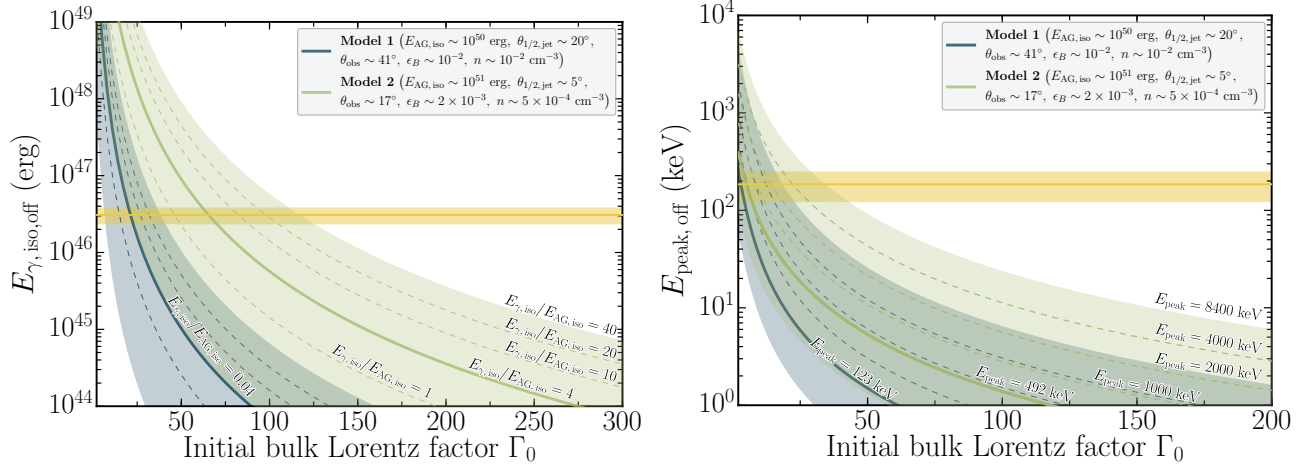 10^49
10^48
10^47
10^46
10^45
10^44
E_γ,iso,off (erg)
Model 1 (E_AG,iso ∼ 10^50 erg, θ_1/2,jet ∼ 20°,
θ_obs ∼ 41°, ϵ_B ∼ 10^−2, n ∼ 10^−2 cm^−3)
Model 2 (E_AG,iso ∼ 10^51 erg, θ_1/2,jet ∼ 5°,
θ_obs ∼ 17°, ϵ_B ∼ 2 × 10^−3, n ∼ 5 × 10^−4 cm^−3)
E_γ,iso/E_AG,iso = 0.04
E_γ,iso/E_AG,iso = 1
E_γ,iso/E_AG,iso = 4
E_γ,iso/E_AG,iso = 10
E_γ,iso/E_AG,iso = 20
E_γ,iso/E_AG,iso = 40
50 100 150 200 250 300
Initial bulk Lorentz factor Γ_0
10^4
10^3
10^2
10^1
10^0
E_peak,off (keV)
Model 1 (E_AG,iso ∼ 10^50 erg, θ_1/2,jet ∼ 20°,
θ_obs ∼ 41°, ϵ_B ∼ 10^−2, n ∼ 10^−2 cm^−3)
Model 2 (E_AG,iso ∼ 10^51 erg, θ_1/2,jet ∼ 5°,
θ_obs ∼ 17°, ϵ_B ∼ 2 × 10^−3, n ∼ 5 × 10^−4 cm^−3)
E_peak = 8400 keV
E_peak = 4000 keV
E_peak = 2000 keV
E_peak = 1000 keV
E_peak = 492 keV
E_peak = 123 keV
50 100 150 200
Initial bulk Lorentz factor Γ_0